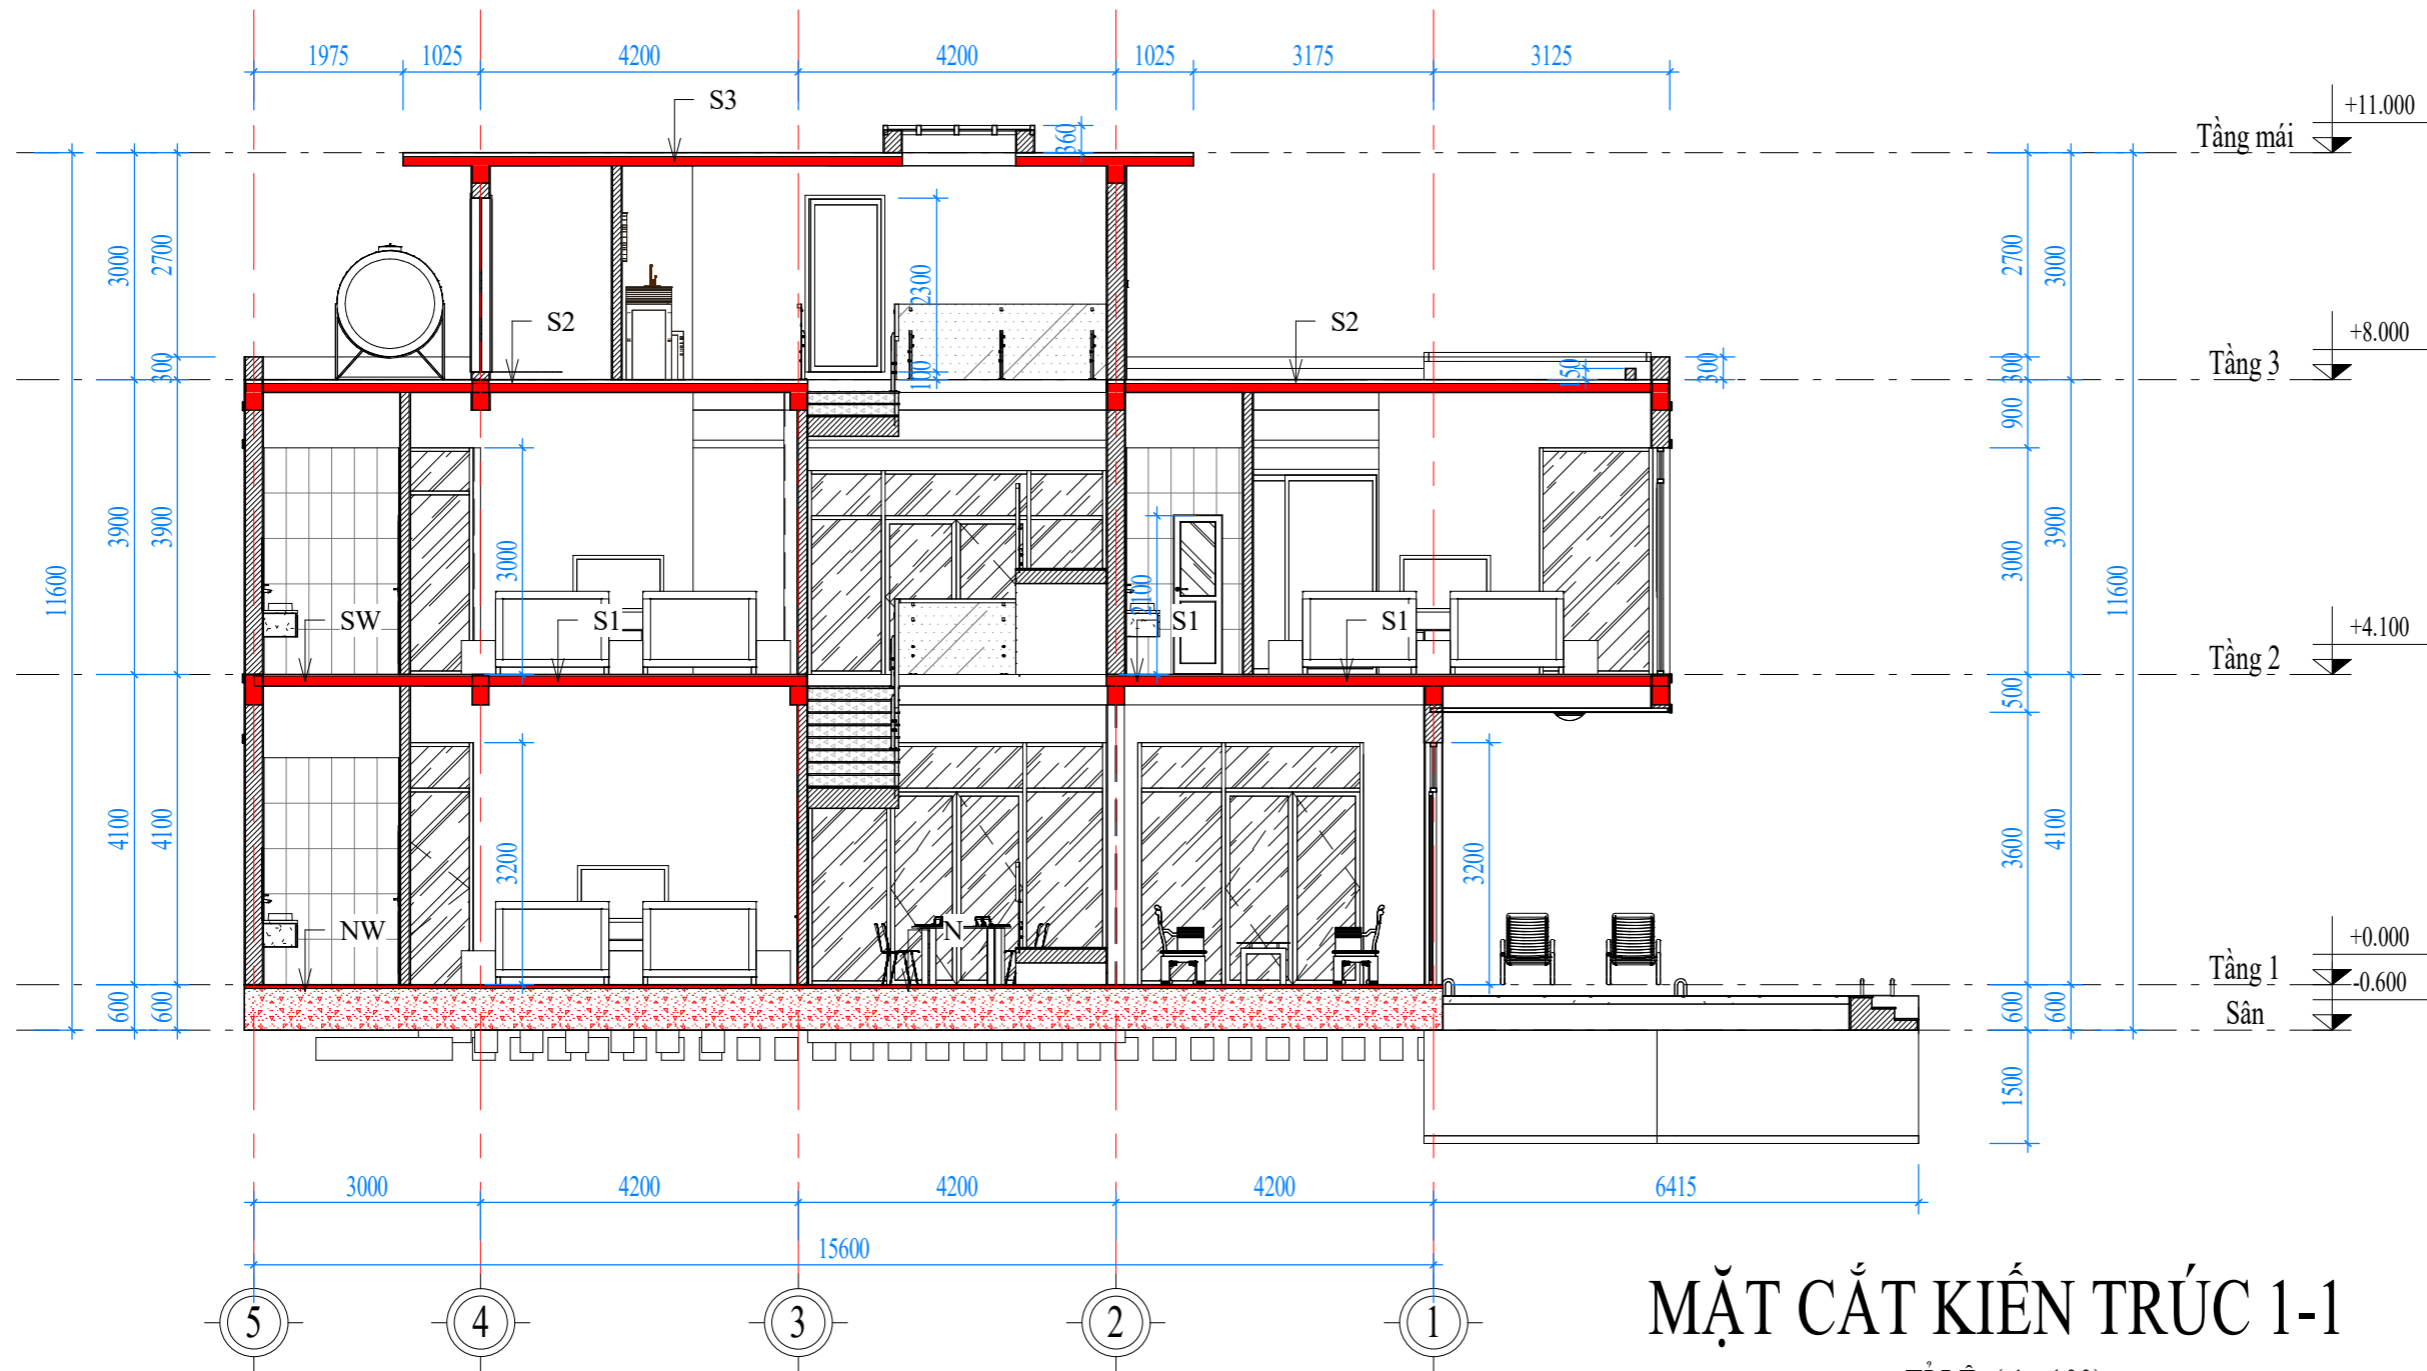 1975 1025 4200 4200 1025 3175 3125
S3
+11.000
Tầng mái
360
3000 2700
2300
2700 3000
S2
S2
+8.000
Tầng 3
300
100
150
300
300
900
11600
3900 3900
3000
2100
3000
3900
11600
SW
S1
S1
S1
+4.100
Tầng 2
500
4100 4100
3200
3200
3600
4100
NW
N
+0.000
Tầng 1
-0.600
Sân
600 600
600 600
1500
3000 4200 4200 4200 6415
15600
5 4 3 2 1
MẶT CẮT KIẾN TRÚC 1-1